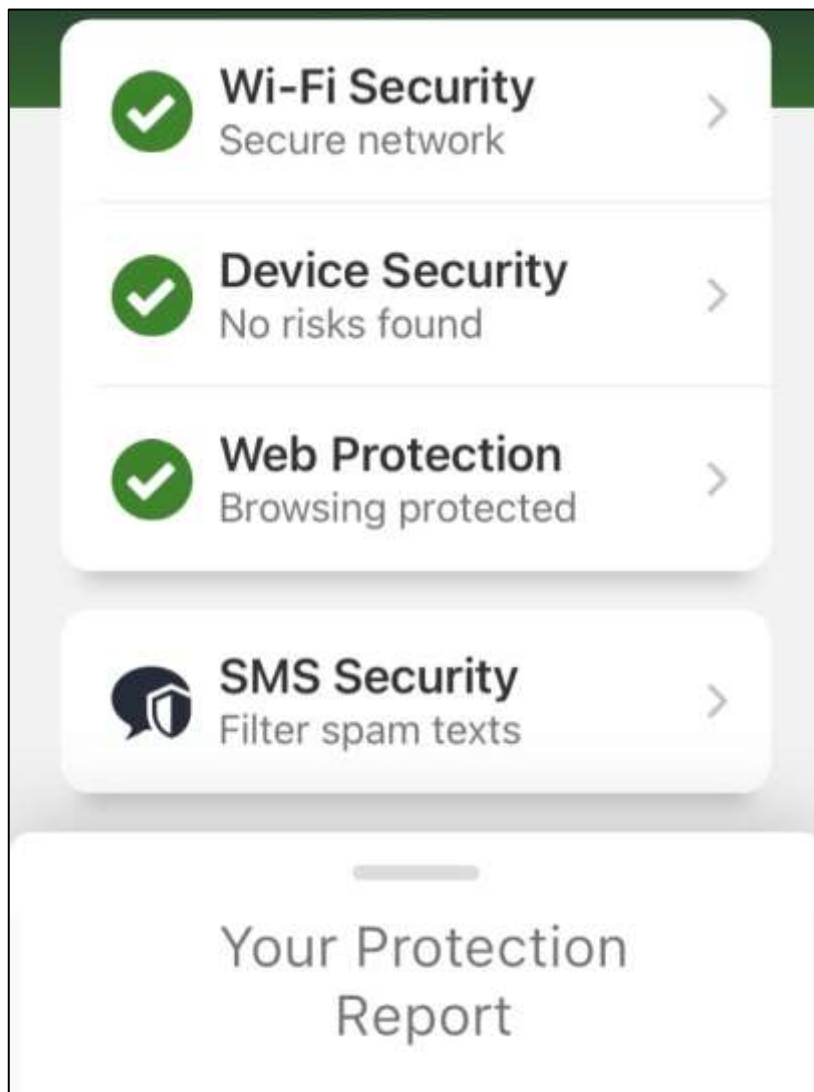 Wi-Fi Security
Secure network
Device Security
No risks found
Web Protection
Browsing protected
SMS Security
Filter spam texts
Your Protection
Report